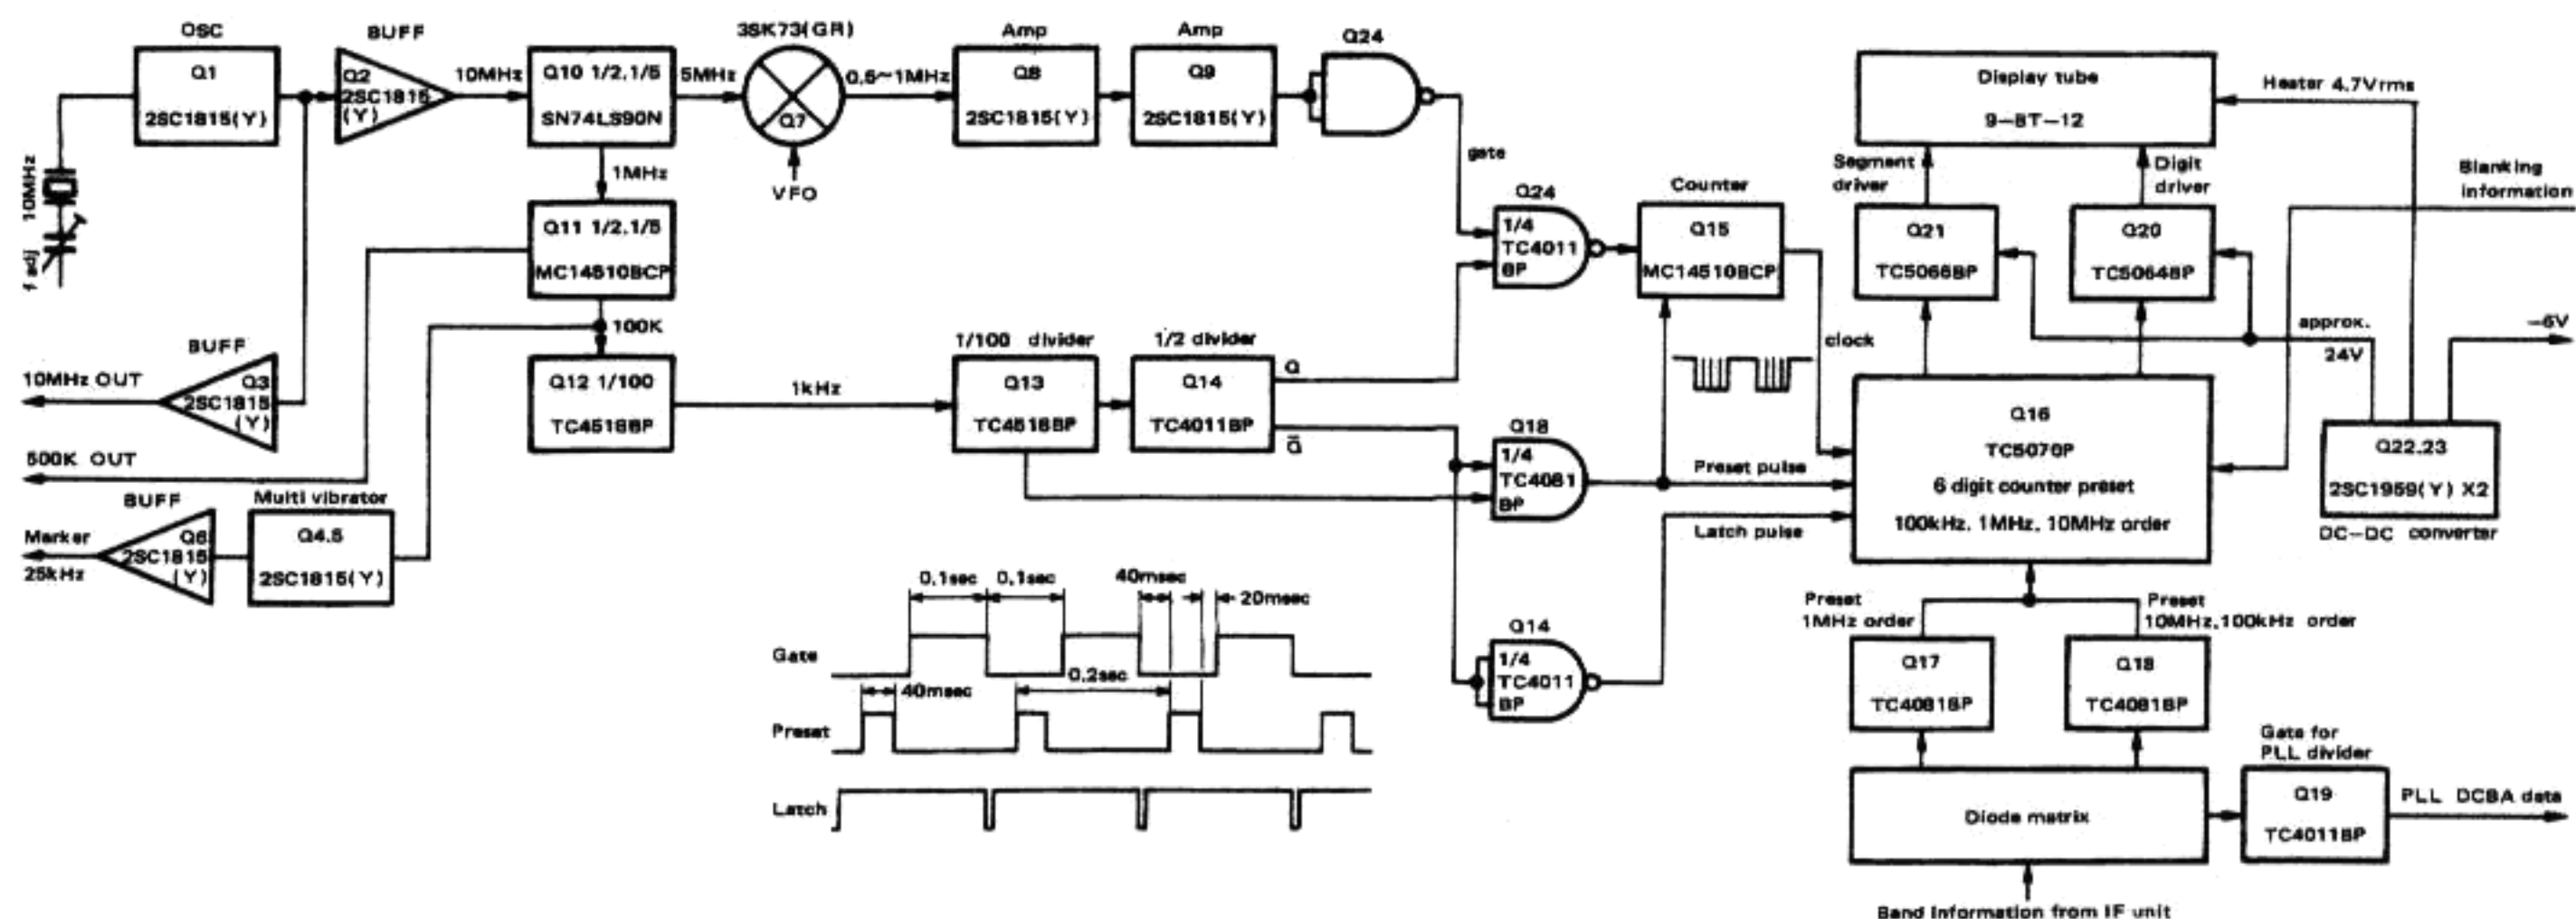 OSC
Q1
2SC1815(Y)
BUFF
Q2
2SC1815
(Y)
10MHz
Q10 1/2,1/5
SN74LS90N
5MHz
3SK73(GR)
Q7
VFO
0.5~1MHz
Amp
Q8
2SC1815(Y)
Amp
Q9
2SC1815(Y)
Q24
gate
10MHz
f adj
1MHz
Q11 1/2,1/5
MC14510BCP
100K
Q12 1/100
TC4518BP
1kHz
1/100 divider
Q13
TC4518BP
1/2 divider
Q14
TC4011BP
Q
Q̅
BUFF
Q3
2SC1815
(Y)
10MHz OUT
500K OUT
BUFF
Q6
2SC1815
(Y)
Marker
25kHz
Multi vibrator
Q4.5
2SC1815(Y)
Q24
1/4
TC4011
BP
Counter
Q15
MC14510BCP
clock
Q18
1/4
TC4081
BP
Preset pulse
Latch pulse
Q14
1/4
TC4011
BP
0.1sec
0.1sec
40msec
20msec
Gate
40msec
0.2sec
Preset
Latch
Display tube
9-BT-12
Heater 4.7Vrms
Segment
driver
Digit
driver
Blanking
information
Q21
TC5066BP
Q20
TC5064BP
approx.
24V
-6V
Q16
TC5070P
6 digit counter preset
100kHz, 1MHz, 10MHz order
Q22.23
2SC1959(Y) X2
DC-DC converter
Preset
1MHz order
Preset
10MHz,100kHz order
Q17
TC4081BP
Q18
TC4081BP
Gate for
PLL divider
Diode matrix
Q19
TC4011BP
PLL DCBA data
Band Information from IF unit